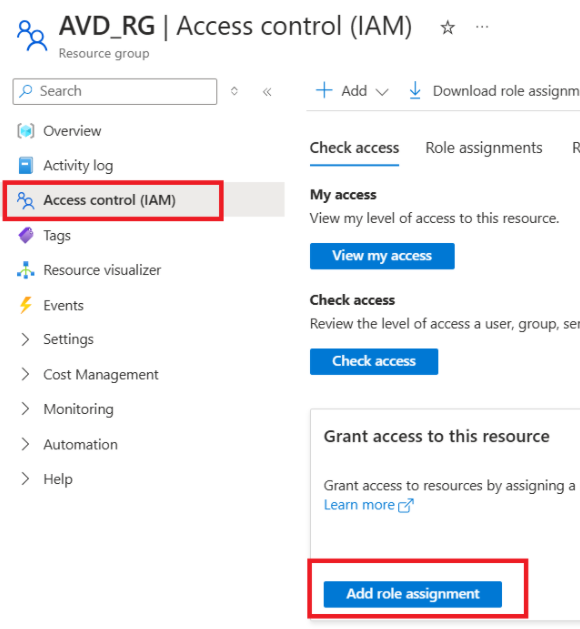 AVD_RG | Access control (IAM) ☆ ...
Resource group
Search
+ Add Download role assignm
Overview
Activity log
Access control (IAM)
Tags
Resource visualizer
Events
Settings
Cost Management
Monitoring
Automation
Help
Check access Role assignments R
My access
View my level of access to this resource.
View my access
Check access
Review the level of access a user, group, ser
Check access
Grant access to this resource
Grant access to resources by assigning a
Learn more
Add role assignment